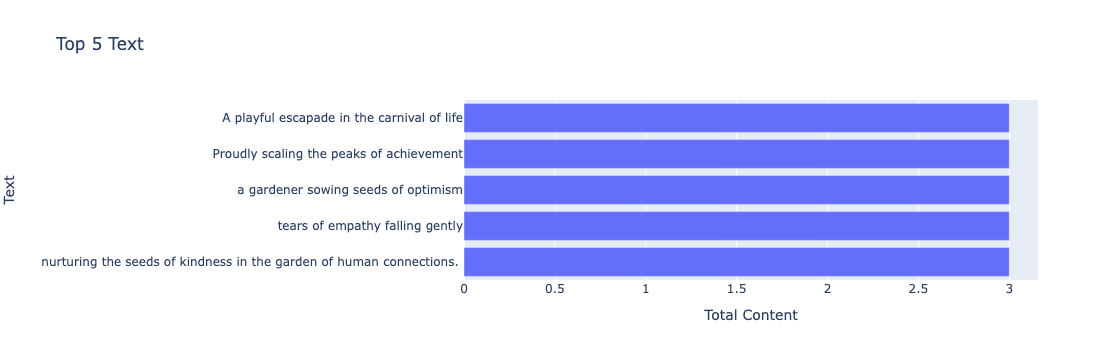 Top 5 Text
Text
A playful escapade in the carnival of life
Proudly scaling the peaks of achievement
a gardener sowing seeds of optimism
tears of empathy falling gently
nurturing the seeds of kindness in the garden of human connections.
0 0.5 1 1.5 2 2.5 3
Total Content